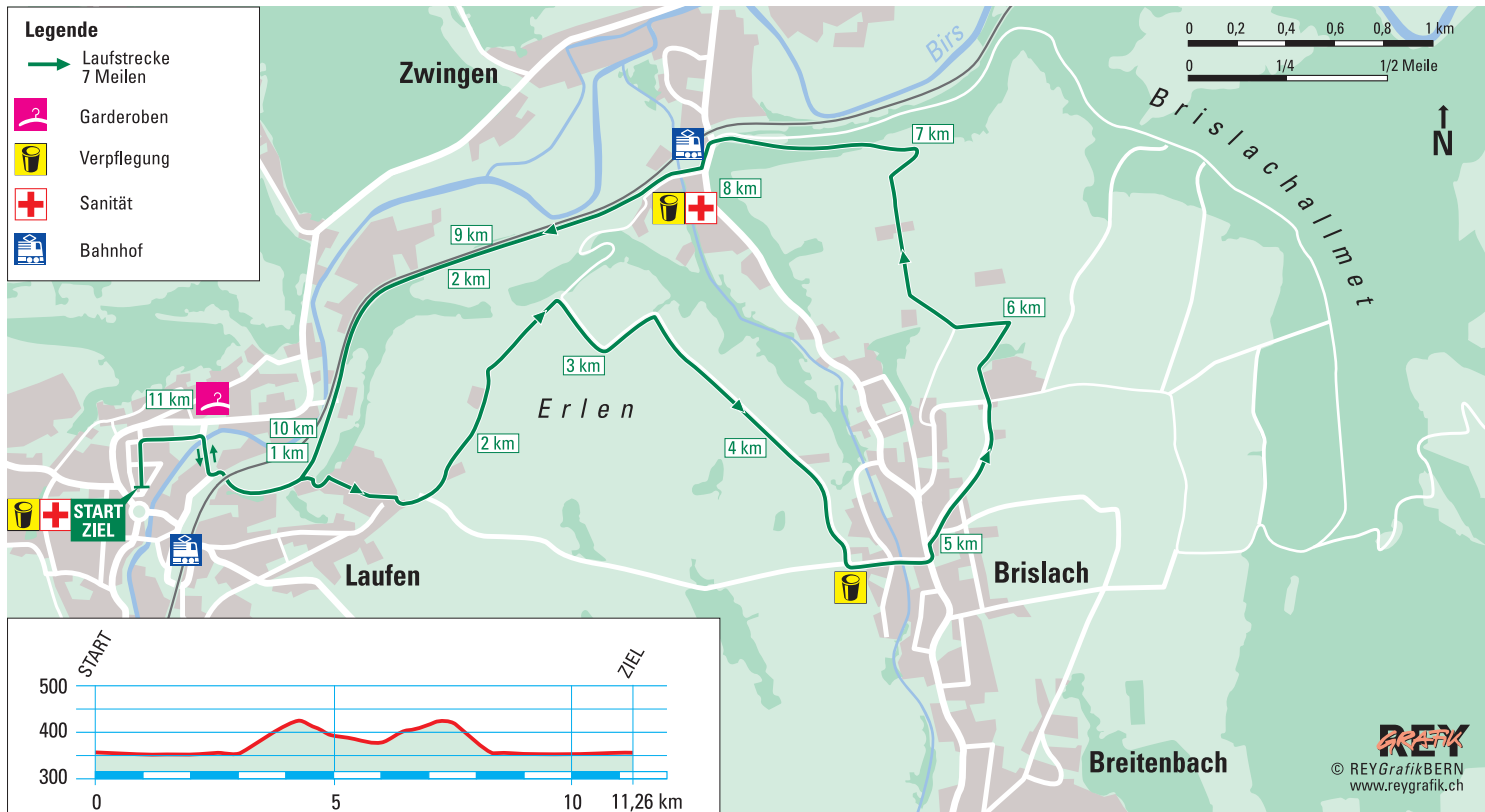 Legende
Laufstrecke
7 Meilen
Garderoben
Verpflegung
Sanität
Bahnhof
Zwingen
Birs
0 0,2 0,4 0,6 0,8 1 km
0 1/4 1/2 Meile
N
Brislachallmet
7 km
8 km
9 km
2 km
6 km
3 km
Erlen
11 km
10 km
1 km
2 km
4 km
START
ZIEL
5 km
Laufen
Brislach
Breitenbach
START
ZIEL
500
400
300
0 5 10 11,26 km
REY
GRAFIK
© REYGrafikBERN
www.reygrafik.ch